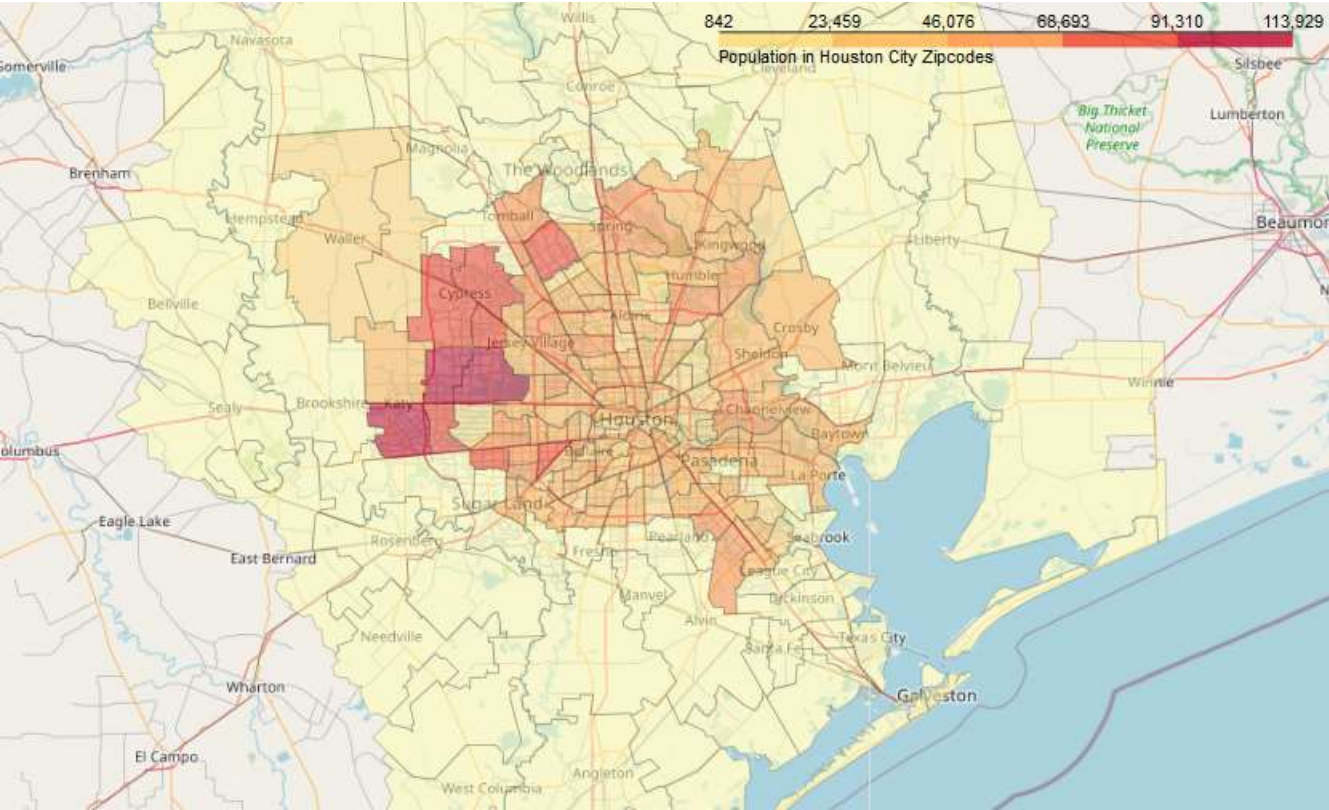 Willis
842 23,459 46,076 68,693 91,310 113,929
Population in Houston City Zipcodes
Navasota
Somerville
Cleveland
Silsbee
Conroe
Lumberton
Big Thicket
National
Preserve
Magnolia
The Woodlands
Brenham
Hempstead
Tomball
Spring
Beaumor
Waller
Kingwood
Liberty
Humble
Cypress
Bellville
Aldine
Crosby
Jersey Village
Sheldon
Mont Belvieu
Winnie
Sealy
Brookshire
Katy
Houston
Channelview
Baytown
olumbus
Bellaire
Pasadena
La Porte
Sugar Land
Eagle Lake
Rosenberg
Pearland
Seabrook
East Bernard
Fresno
League City
Manvel
Dickinson
Alvin
Needville
Texas City
Santa Fe
Wharton
Galveston
El Campo
Angleton
West Columbia